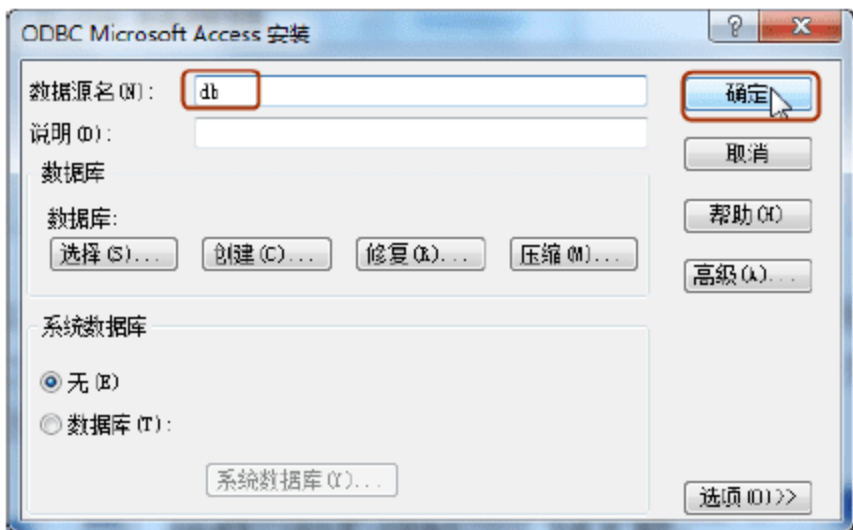 ODBC Microsoft Access 安装
数据源名(N): db
确定
说明(D):
取消
数据库
数据库:
帮助(H)
选择(S)... 创建(C)... 修复(R)... 压缩(M)...
高级(A)...
系统数据库
无(E)
数据库(T):
系统数据库(Y)...
选项(O)>>